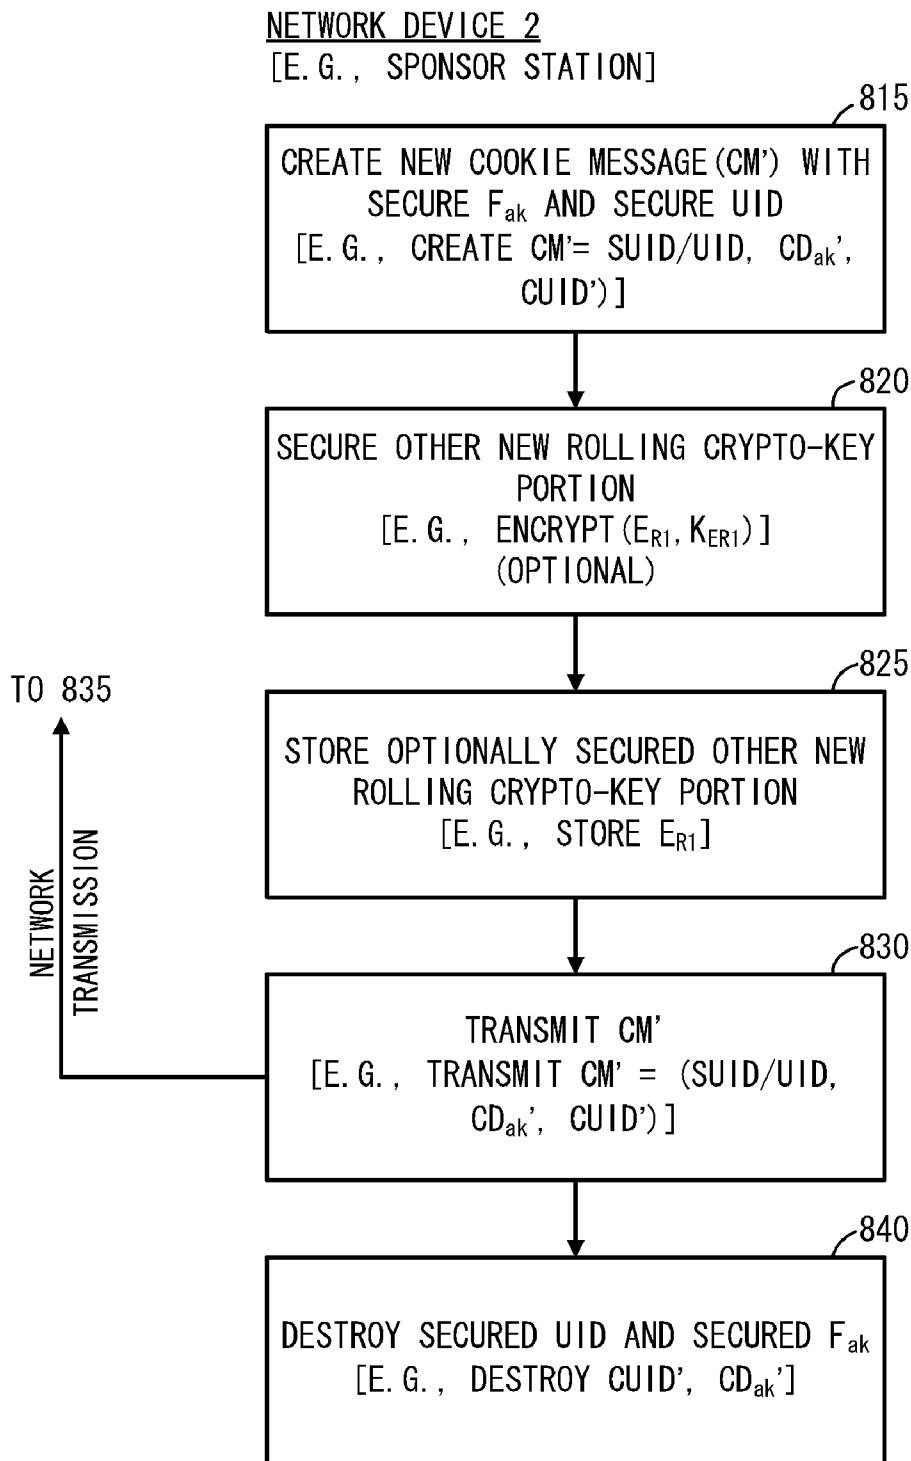 NETWORK DEVICE 2
[E.G., SPONSOR STATION]
815
CREATE NEW COOKIE MESSAGE(CM') WITH
SECURE Fak AND SECURE UID
[E.G., CREATE CM'= SUID/UID, CDak',
CUID')]
820
SECURE OTHER NEW ROLLING CRYPTO-KEY
PORTION
[E.G., ENCRYPT(ER1,KER1)]
(OPTIONAL)
825
TO 835
STORE OPTIONALLY SECURED OTHER NEW
ROLLING CRYPTO-KEY PORTION
[E.G., STORE ER1]
NETWORK
TRANSMISSION
830
TRANSMIT CM'
[E.G., TRANSMIT CM' = (SUID/UID,
CDak', CUID')]
840
DESTROY SECURED UID AND SECURED Fak
[E.G., DESTROY CUID', CDak']